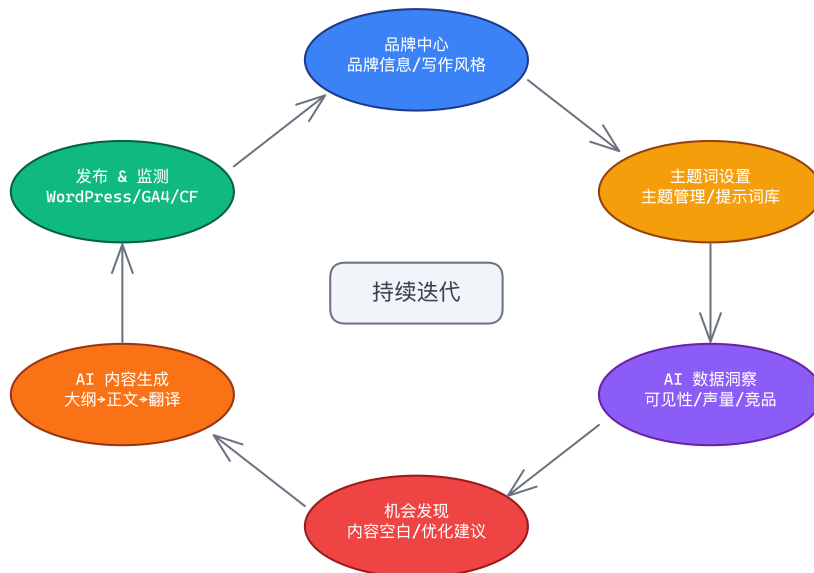 品牌中心
品牌信息/写作风格
主题词设置
主题管理/提示词库
AI 数据洞察
可见性/声量/竞品
机会发现
内容空白/优化建议
AI 内容生成
大纲→正文→翻译
发布 & 监测
WordPress/GA4/CF
持续迭代